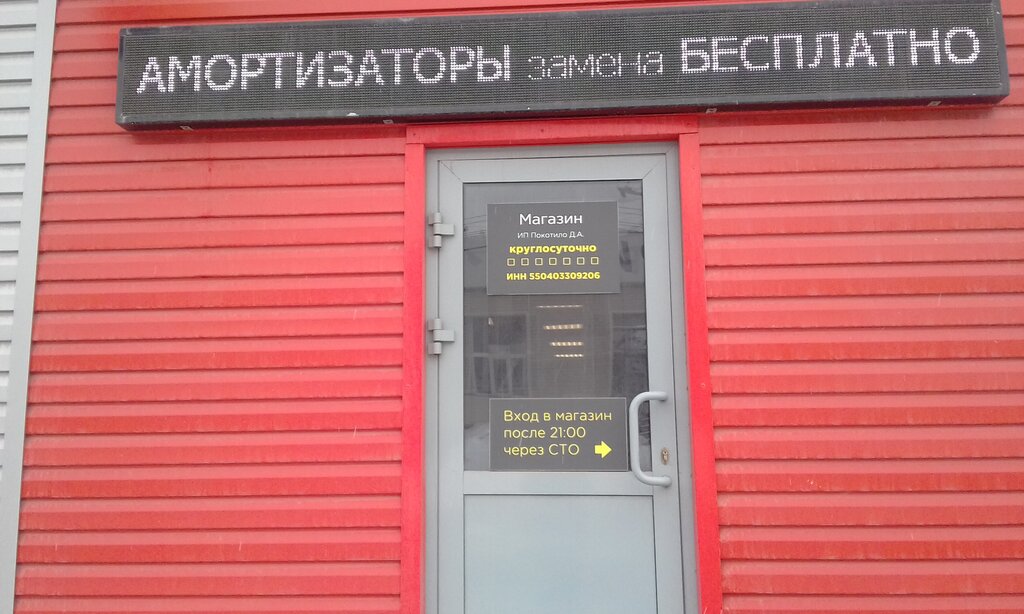 АМОРТИЗАТОРЫ замена БЕСПЛАТНО
Магазин
ИП Покотило Д.А.
круглосуточно
ИНН 550403309206
Вход в магазин
после 21:00
через СТО